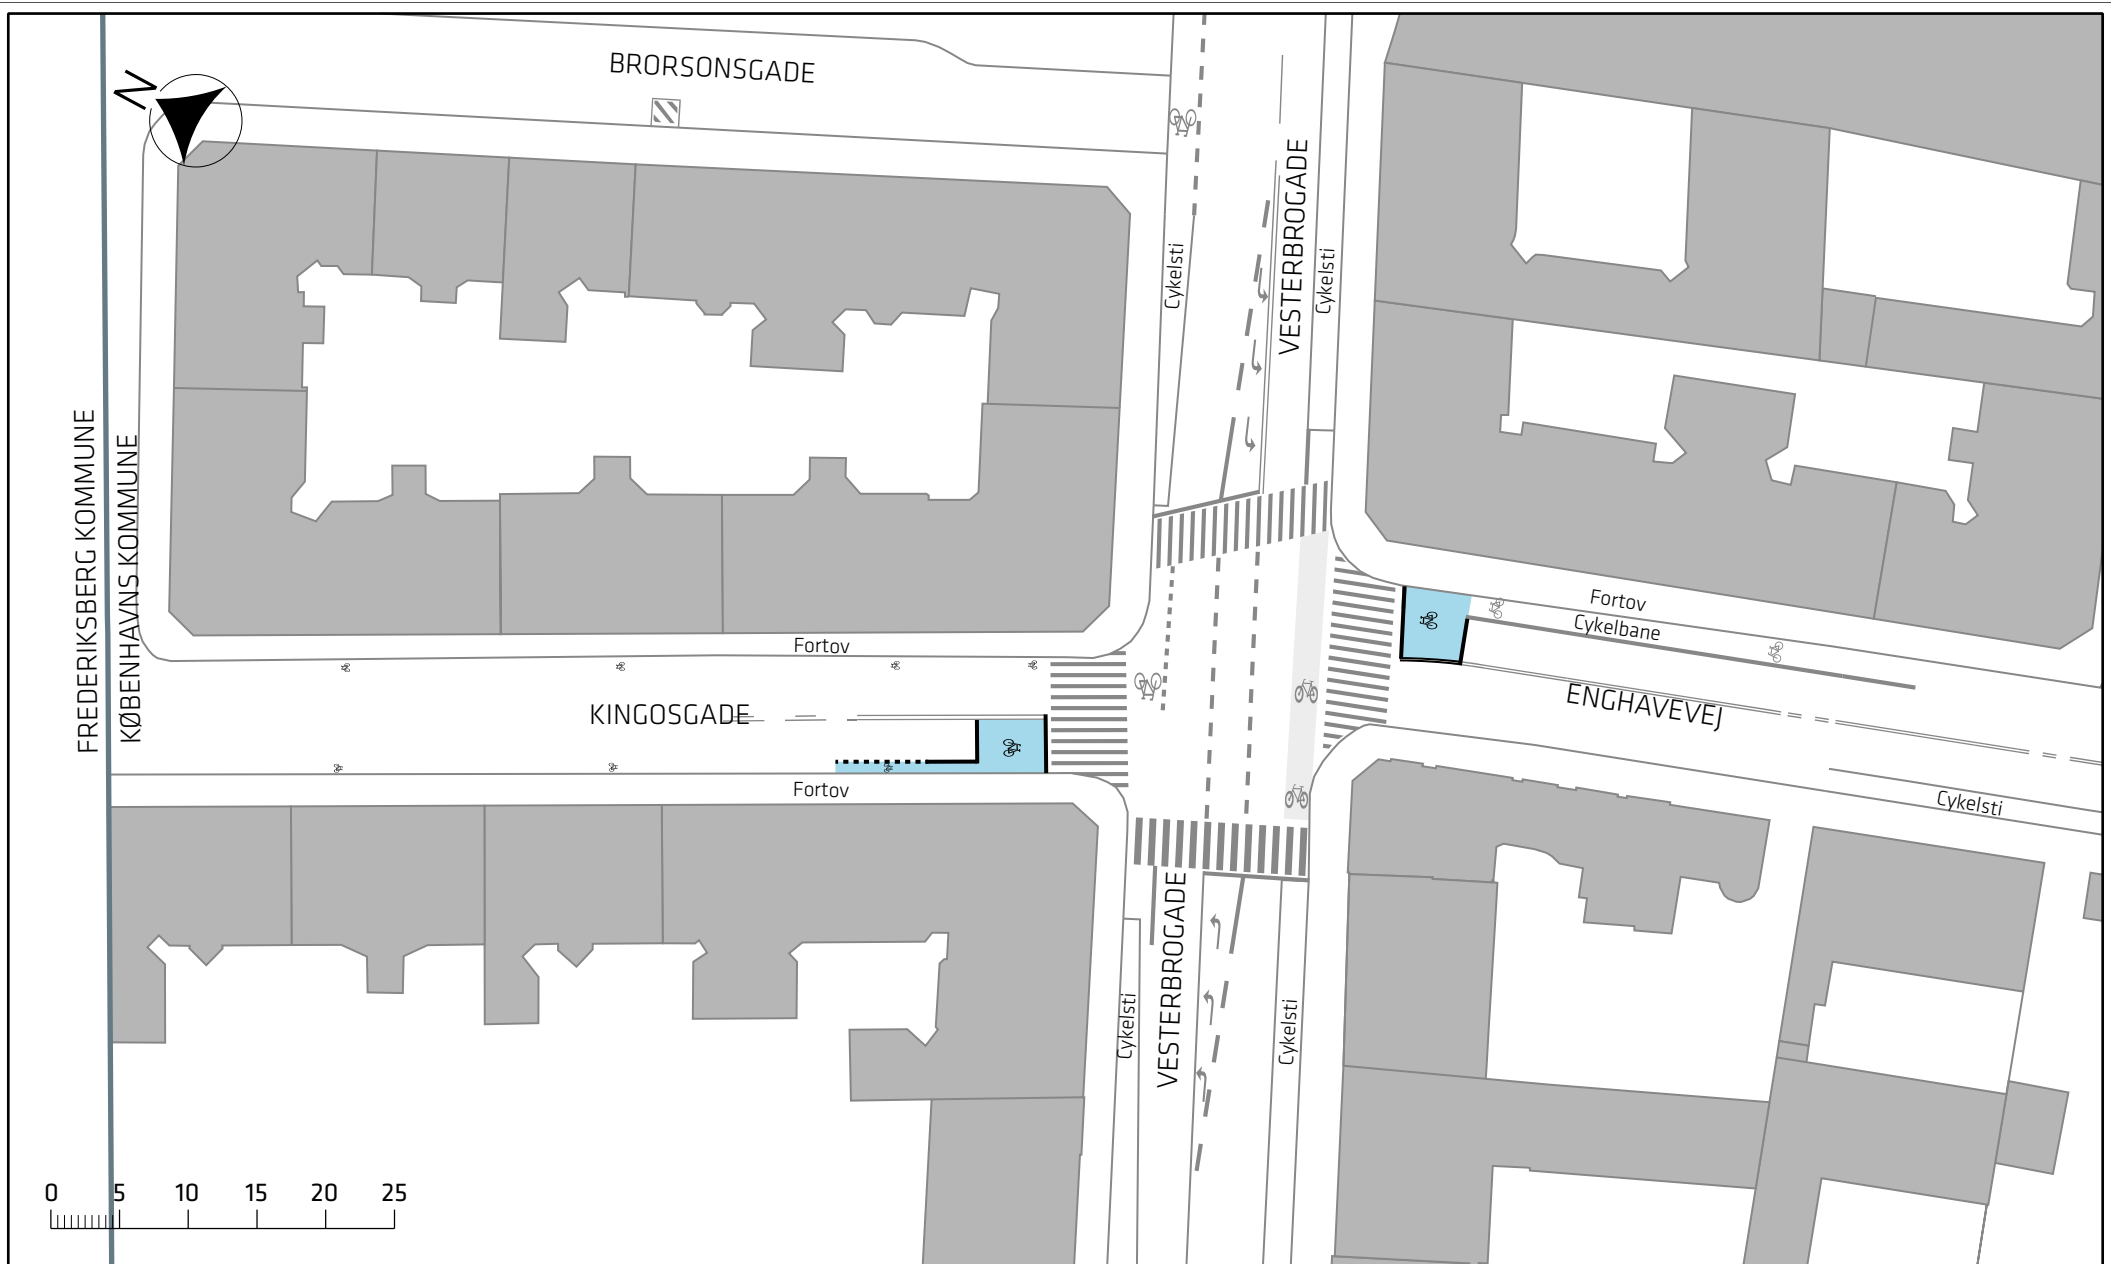 BRORSONSGADE
N
VESTERBROGADE
Cykelsti
Cykelsti
FREDERIKSBERG KOMMUNE
KØBENHAVNS KOMMUNE
Fortov
Cykelbane
Fortov
KINGOSGADE
ENGHAVEVEJ
Fortov
Cykelsti
VESTERBROGADE
Cykelsti
Cykelsti
0 5 10 15 20 25